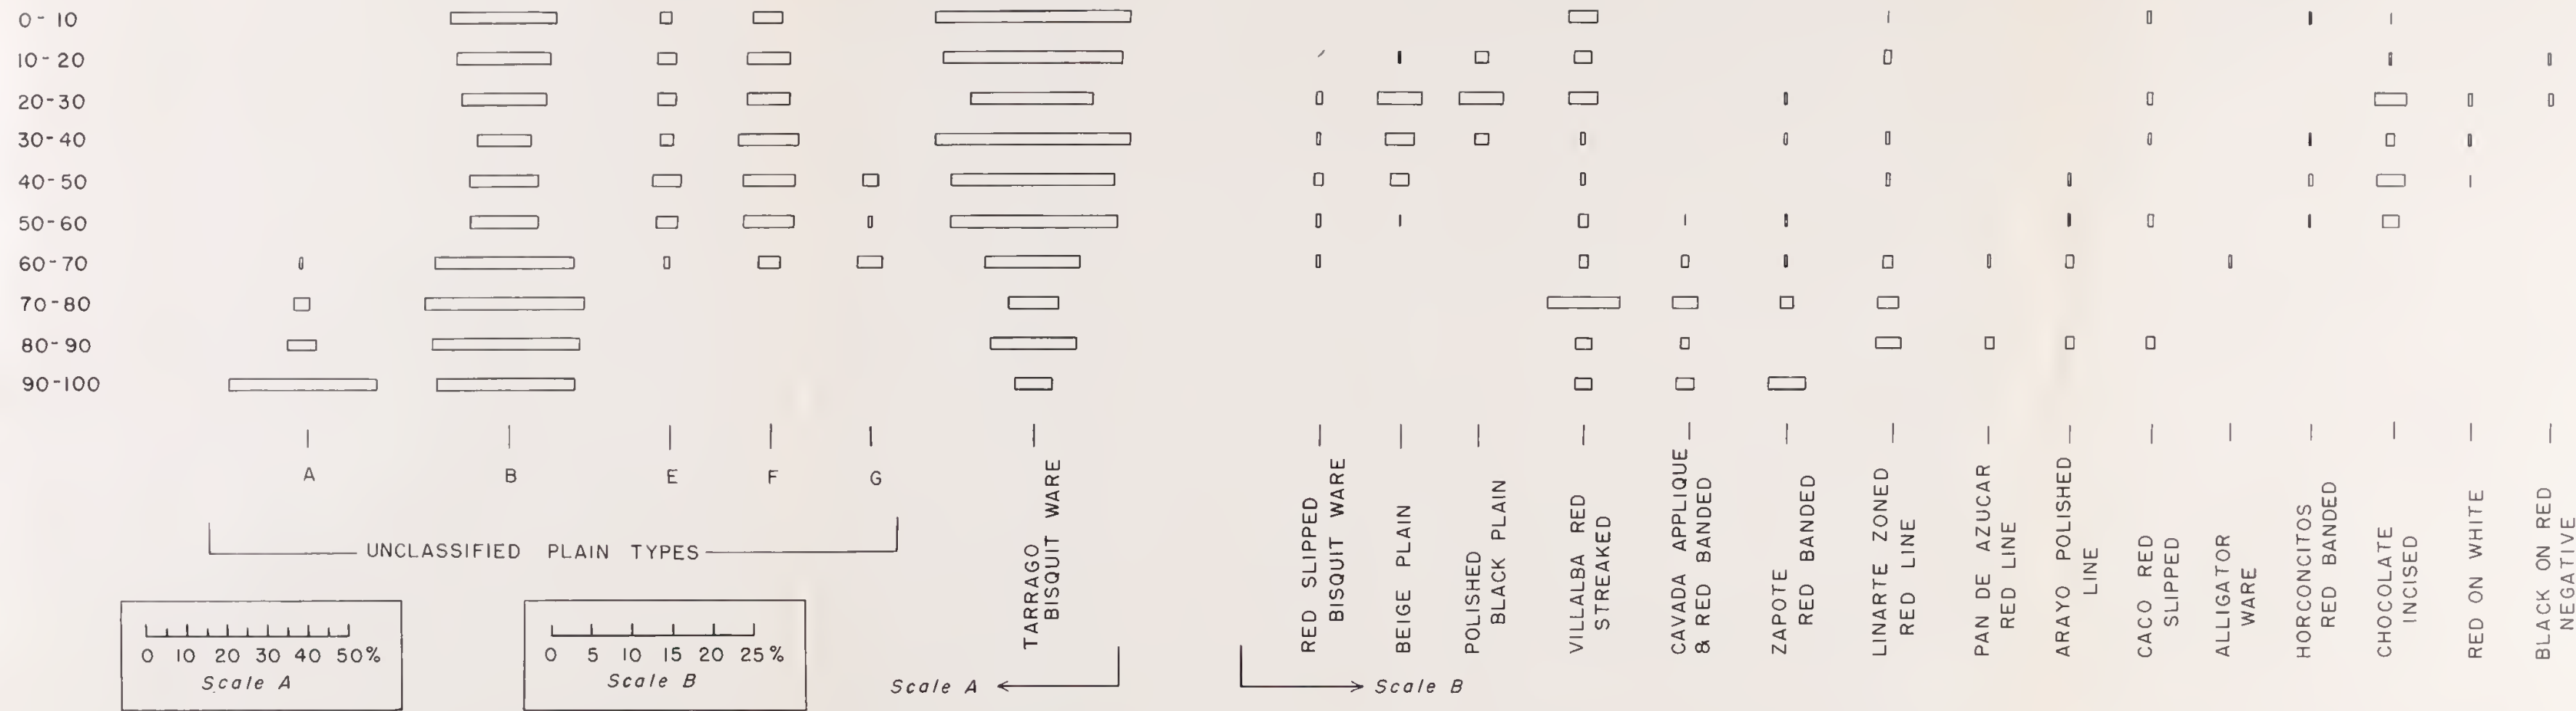 0-10
10-20
20-30
30-40
40-50
50-60
60-70
70-80
80-90
90-100
A
B
E
F
G
UNCLASSIFIED PLAIN TYPES
TARRAGO
BISQUIT WARE
RED SLIPPED
BISQUIT WARE
BEIGE PLAIN
POLISHED
BLACK PLAIN
VILLALBA RED
STREAKED
CAVADA APPLIQUE
& RED BANDED
ZAPOTE
RED BANDED
LINARTE ZONED
RED LINE
PAN DE AZUCAR
RED LINE
ARAYO POLISHED
LINE
CACO RED
SLIPPED
ALLIGATOR
WARE
HORCONCITOS
RED BANDED
CHOCOLATE
INCISED
RED ON WHITE
BLACK ON RED
NEGATIVE
0 10 20 30 40 50%
Scale A
0 5 10 15 20 25%
Scale B
Scale A
Scale B